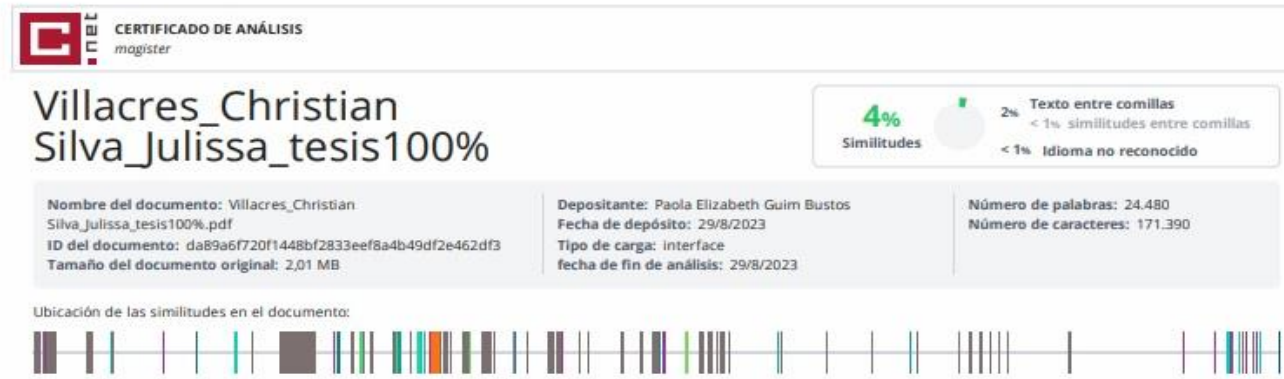 C.net
CERTIFICADO DE ANÁLISIS
magister
Villacres_Christian
Silva_Julissa_tesis100%
4%
Similitudes
2% Texto entre comillas
< 1% similitudes entre comillas
< 1% Idioma no reconocido
Nombre del documento: Villacres_Christian
Silva_Julissa_tesis100%.pdf
ID del documento: da89a6f720f1448bf2833eef8a4b49df2e462df3
Tamaño del documento original: 2,01 MB
Depositante: Paola Elizabeth Guim Bustos
Fecha de depósito: 29/8/2023
Tipo de carga: interface
fecha de fin de análisis: 29/8/2023
Número de palabras: 24.480
Número de caracteres: 171.390
Ubicación de las similitudes en el documento: